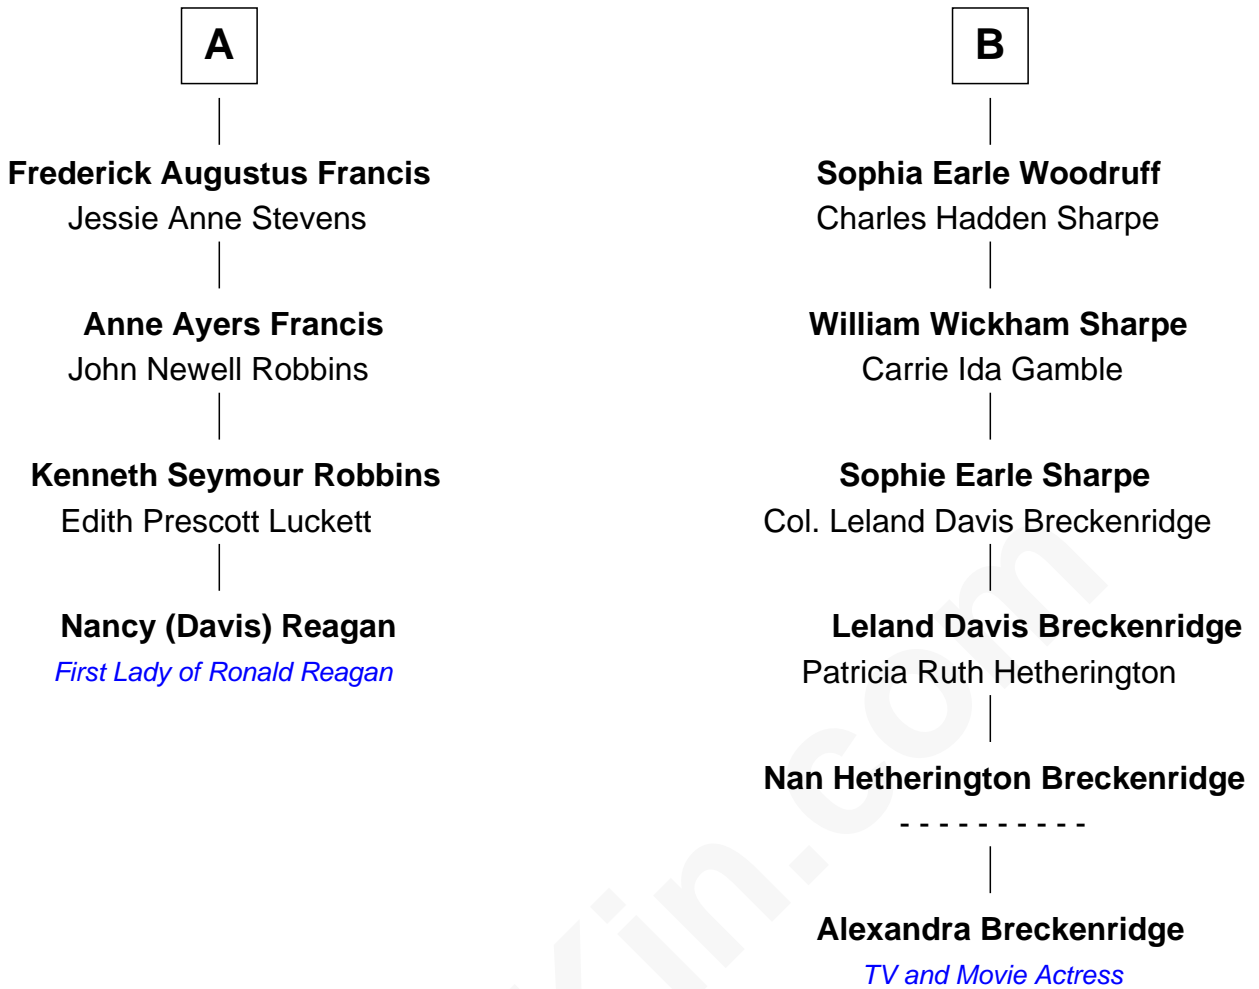 A
Frederick Augustus Francis
Jessie Anne Stevens
Anne Ayers Francis
John Newell Robbins
Kenneth Seymour Robbins
Edith Prescott Luckett
Nancy (Davis) Reagan
First Lady of Ronald Reagan
B
Sophia Earle Woodruff
Charles Hadden Sharpe
William Wickham Sharpe
Carrie Ida Gamble
Sophie Earle Sharpe
Col. Leland Davis Breckenridge
Leland Davis Breckenridge
Patricia Ruth Hetherington
Nan Hetherington Breckenridge
- - - - - - - - - -
Alexandra Breckenridge
TV and Movie Actress
Kin.com